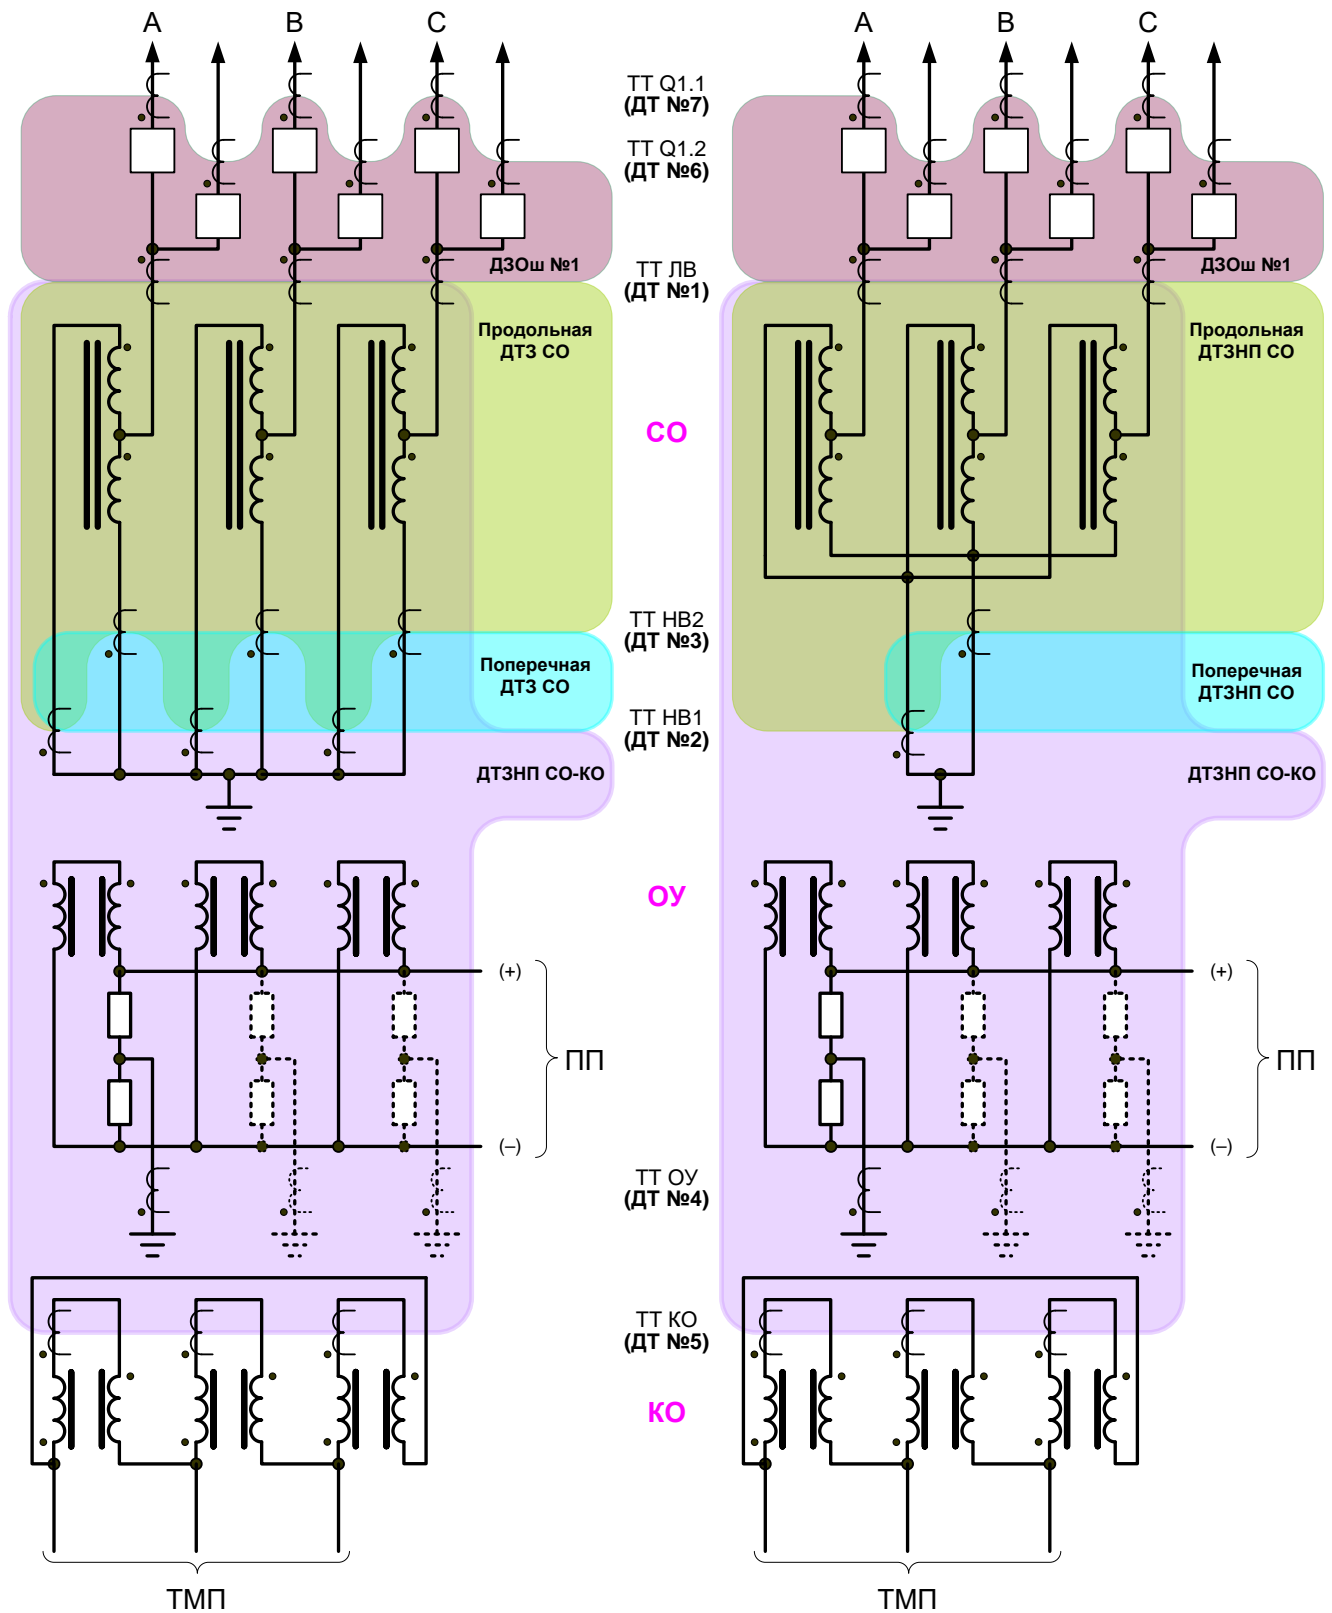 A B C A B C
ТТ Q1.1
(ДТ №7)
ТТ Q1.2
(ДТ №6)
ДЗОш №1
ТТ ЛВ
(ДТ №1)
ДЗОш №1
Продольная
ДТЗ СО
Продольная
ДТЗНП СО
СО
ТТ НВ2
(ДТ №3)
Поперечная
ДТЗ СО
Поперечная
ДТЗНП СО
ТТ НВ1
(ДТ №2)
ДТЗНП СО-КО
ДТЗНП СО-КО
ОУ
(+)
(+)
ПП
ПП
(–)
(–)
ТТ ОУ
(ДТ №4)
ТТ КО
(ДТ №5)
КО
ТМП
ТМП